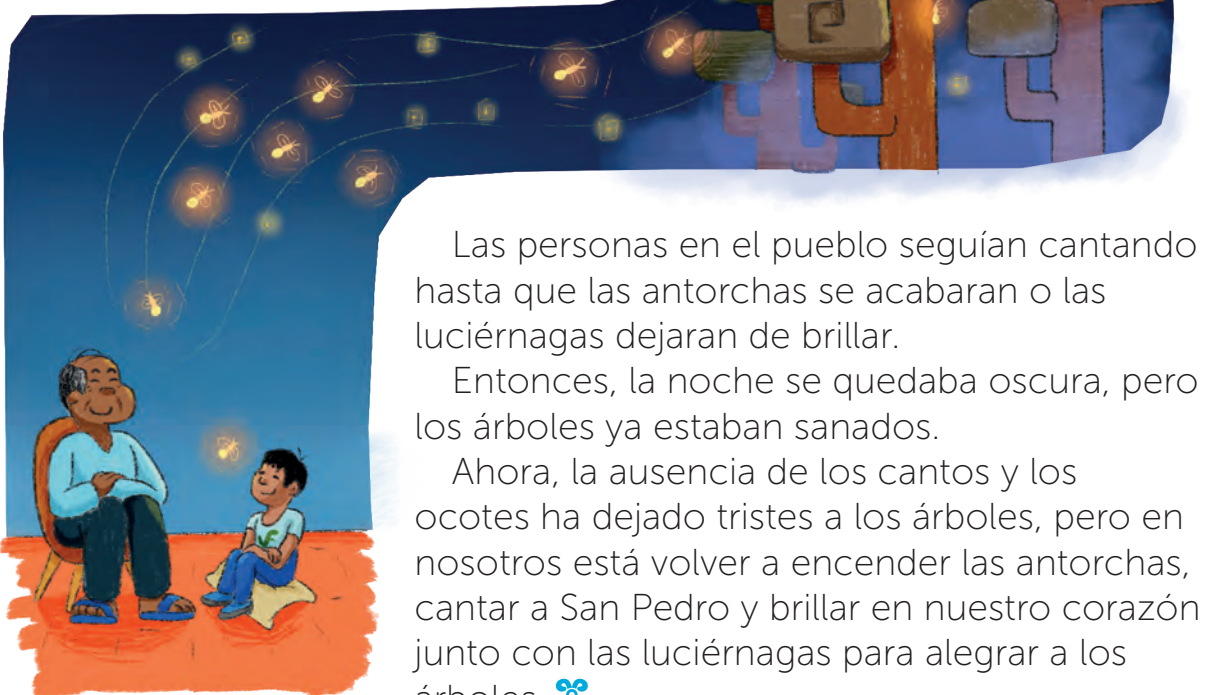 Las personas en el pueblo seguían cantando
hasta que las antorchas se acabaran o las
luciérnagas dejaran de brillar.
Entonces, la noche se quedaba oscura, pero
los árboles ya estaban sanados.
Ahora, la ausencia de los cantos y los
ocotes ha dejado tristes a los árboles, pero en
nosotros está volver a encender las antorchas,
cantar a San Pedro y brillar en nuestro corazón
junto con las luciérnagas para alegrar a los
árboles.